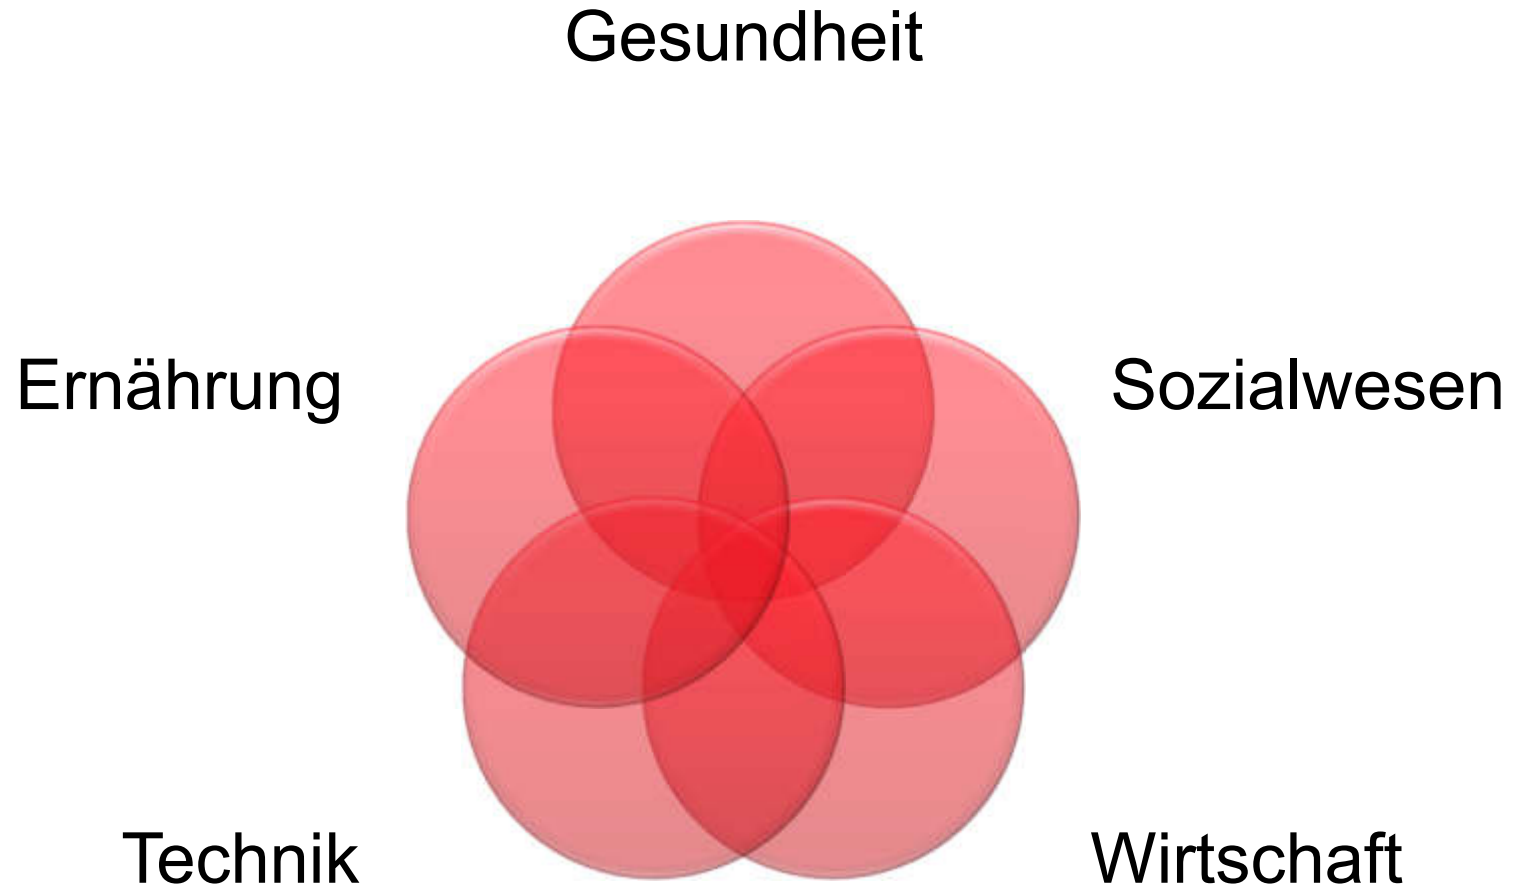 Gesundheit
Ernährung
Sozialwesen
Technik
Wirtschaft